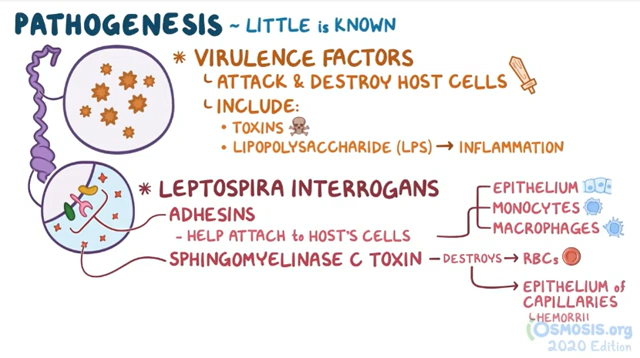 PATHOGENESIS ~ LITTLE is KNOWN
* VIRULENCE FACTORS
ATTACK & DESTROY HOST CELLS
INCLUDE:
• TOXINS
• LIPOPOLYSACCHARIDE (LPS) → INFLAMMATION
* LEPTOSPIRA INTERROGANS
ADHESINS
- HELP ATTACH to HOST'S CELLS
EPITHELIUM
MONOCYTES
MACROPHAGES
SPHINGOMYELINASE C TOXIN - DESTROYS → RBCs
EPITHELIUM of
CAPILLARIES
OSMOSIS.org
2020 Edition